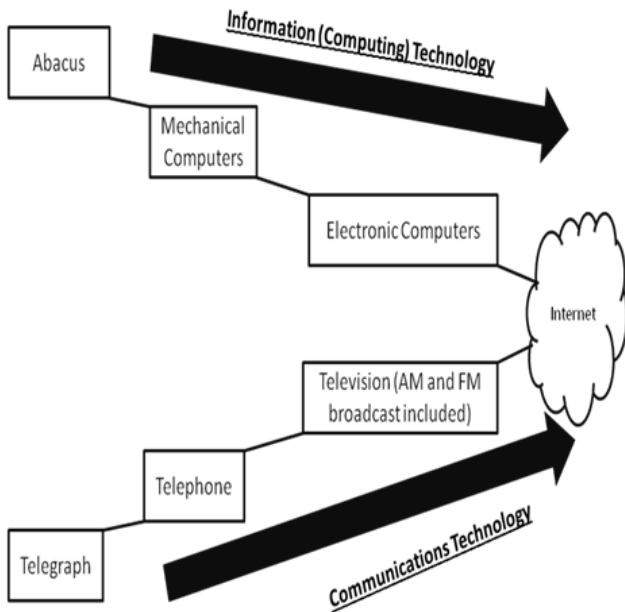 Information (Computing) Technology
Abacus
Mechanical
Computers
Electronic Computers
Internet
Television (AM and FM
broadcast included)
Telephone
Telegraph
Communications Technology